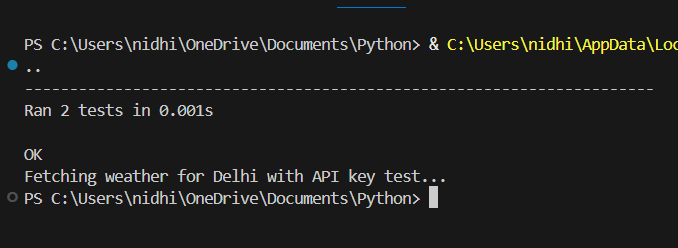 PS C:\Users\nidhi\OneDrive\Documents\Python> & C:\Users\nidhi\AppData\Loc
..
----------------------------------------------------------------------
Ran 2 tests in 0.001s
OK
Fetching weather for Delhi with API key test...
PS C:\Users\nidhi\OneDrive\Documents\Python>